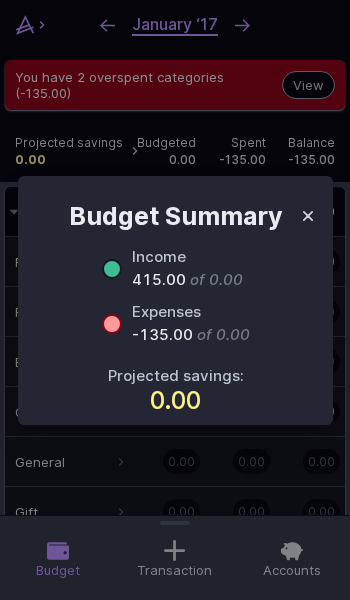 January '17
You have 2 overspent categories
(-135.00)
View
Projected savings Budgeted Spent Balance
0.00 0.00 -135.00 -135.00
Budget Summary
Income
415.00 of 0.00
Expenses
-135.00 of 0.00
Projected savings:
0.00
General 0.00 0.00 0.00
Gift 0.00 0.00 0.00
Budget Transaction Accounts